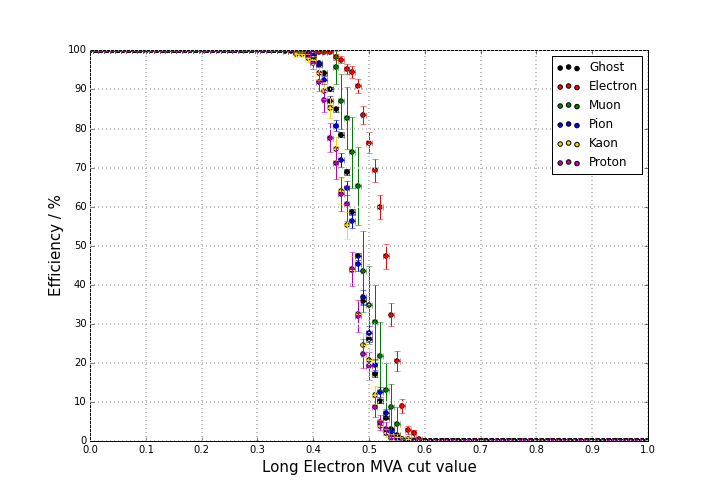 100
90
80
70
60
50
40
30
20
10
0
Efficiency / %
Ghost
Electron
Muon
Pion
Kaon
Proton
0.0 0.1 0.2 0.3 0.4 0.5 0.6 0.7 0.8 0.9 1.0
Long Electron MVA cut value